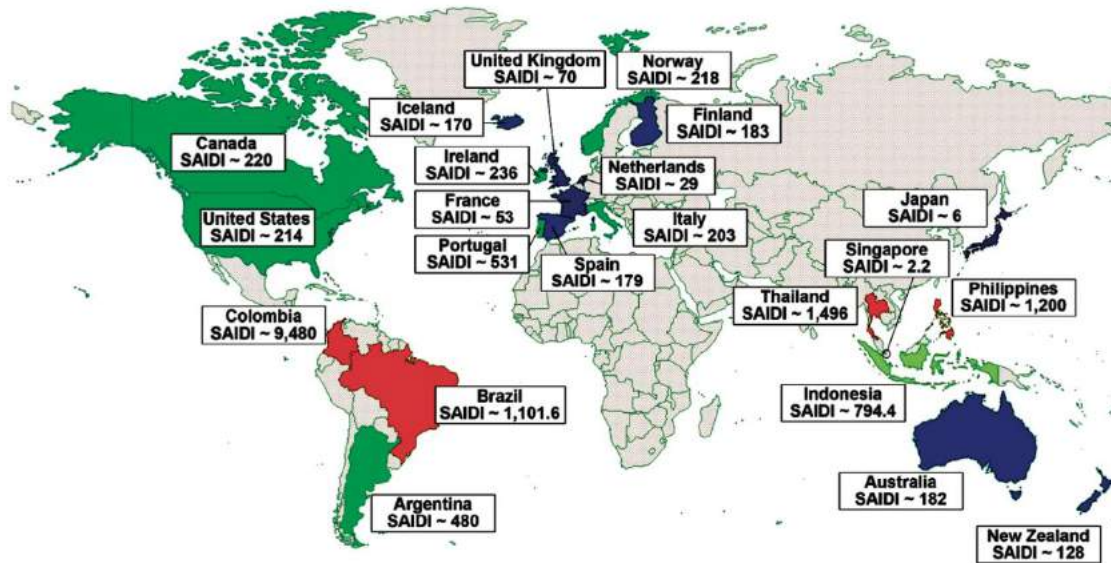 United Kingdom
SAIDI ~ 70
Norway
SAIDI ~ 218
Iceland
SAIDI ~ 170
Finland
SAIDI ~ 183
Canada
SAIDI ~ 220
Ireland
SAIDI ~ 236
Netherlands
SAIDI ~ 29
France
SAIDI ~ 53
Japan
SAIDI ~ 6
United States
SAIDI ~ 214
Italy
SAIDI ~ 203
Portugal
SAIDI ~ 531
Singapore
SAIDI ~ 2.2
Spain
SAIDI ~ 179
Thailand
SAIDI ~ 1,496
Philippines
SAIDI ~ 1,200
Colombia
SAIDI ~ 9,480
Brazil
SAIDI ~ 1,101.6
Indonesia
SAIDI ~ 794.4
Australia
SAIDI ~ 182
Argentina
SAIDI ~ 480
New Zealand
SAIDI ~ 128